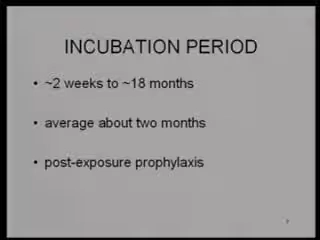 INCUBATION PERIOD
• ~2 weeks to ~18 months
• average about two months
• post-exposure prophylaxis